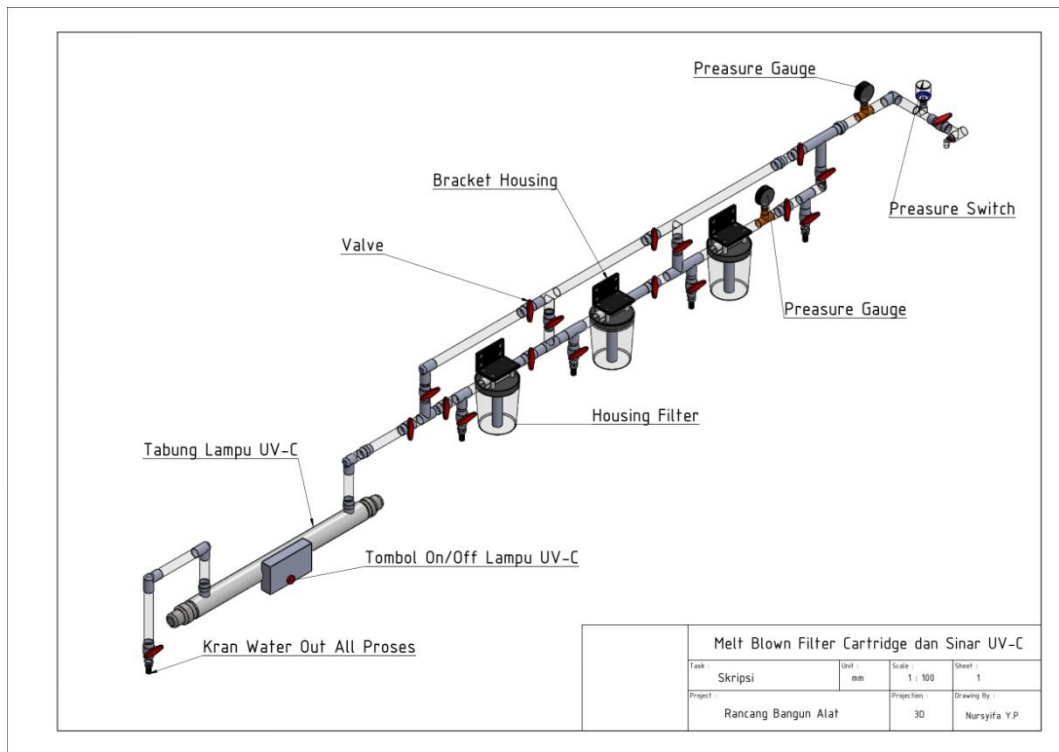 Preasure Gauge
Bracket Housing
Preasure Switch
Valve
Preasure Gauge
Housing Filter
Tabung Lampu UV-C
Tombol On/Off Lampu UV-C
Kran Water Out All Proses
Melt Blown Filter Cartridge dan Sinar UV-C
Task : Unit : Scale : Sheet :
Skripsi mm 1 : 100 1
Project : Projection : Drawing By :
Rancang Bangun Alat 3D Nursyifa Y.P